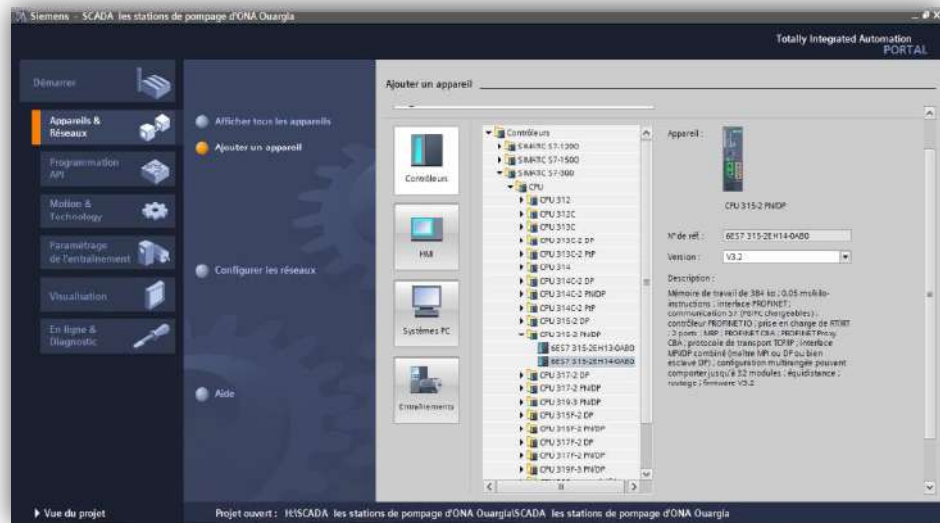 Siemens - SCADA les stations de pompage d'ONA Ouargla
Totally Integrated Automation
PORTAL
Démarrer
Appareils &
Réseaux
Programmation
API
Motion &
Technology
Paramétrage
de l'entraînement
Visualisation
En ligne &
Diagnostic
Afficher tous les appareils
Ajouter un appareil
Configurer les réseaux
Aide
Ajouter un appareil
Contrôleurs
HMI
Systèmes PC
Entraînements
Contrôleurs
SIMATIC S7-1200
SIMATIC S7-1500
SIMATIC S7-300
CPU
CPU 312
CPU 312C
CPU 313C
CPU 313C-2 DP
CPU 313C-2 PtP
CPU 314
CPU 314C-2 DP
CPU 314C-2 PN/DP
CPU 314C-2 PtP
CPU 315-2 DP
CPU 315-2 PN/DP
6ES7 315-2EH13-0AB0
6ES7 315-2EH14-0AB0
CPU 317-2 DP
CPU 317-2 PN/DP
CPU 319-3 PN/DP
CPU 315F-2 DP
CPU 315F-2 PN/DP
CPU 317F-2 DP
CPU 317F-2 PN/DP
CPU 319F-3 PN/DP
Appareil :
CPU 315-2 PN/DP
N° de réf. : 6ES7 315-2EH14-0AB0
Version : V3.2
Description :
Mémoire de travail de 384 ko ; 0,05 ms/kilo-
instructions ; interface PROFINET ;
communication S7 (FB/FC chargeables) ;
contrôleur PROFINET IO ; prise en charge de RT/IRT
; 2 ports ; MRP ; PROFINET CBA ; PROFINET Proxy
CBA ; protocole de transport TCP/IP ; interface
MPI/DP combiné (maître MPI ou DP ou bien
esclave DP) ; configuration multirangée pouvant
comporter jusqu'à 32 modules ; équidistance ;
routage ; firmware V3.2
Vue du projet
Projet ouvert : H:\SCADA les stations de pompage d'ONA Ouargla\SCADA les stations de pompage d'ONA Ouargla